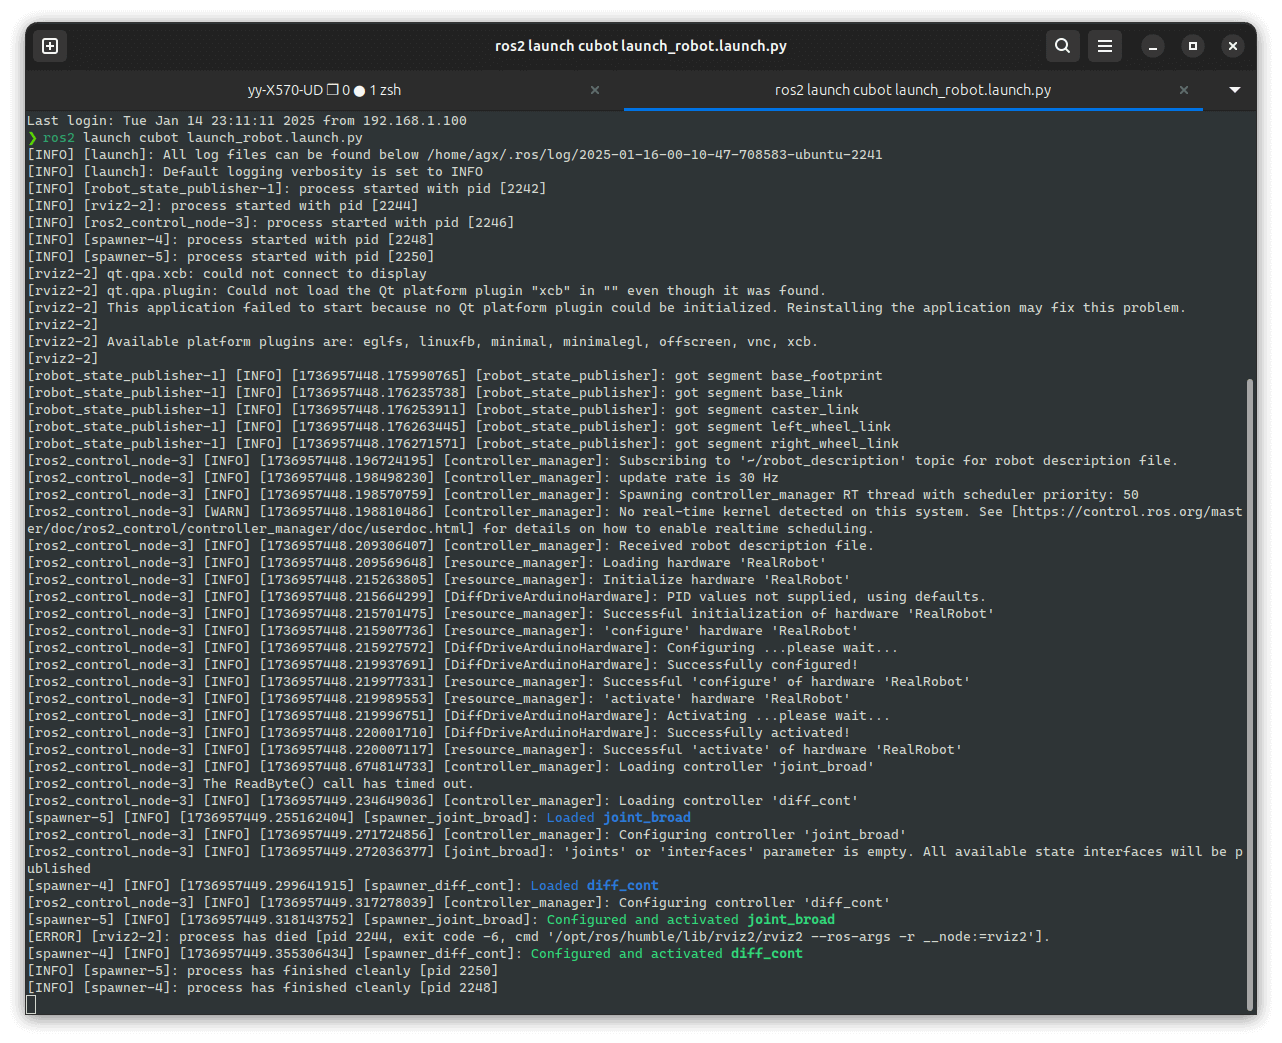 ros2 launch cubot launch_robot.launch.py
yy-X570-UD ❐ 0 ● 1 zsh
ros2 launch cubot launch_robot.launch.py
Last login: Tue Jan 14 23:11:11 2025 from 192.168.1.100
❯ ros2 launch cubot launch_robot.launch.py
[INFO] [launch]: All log files can be found below /home/agx/.ros/log/2025-01-16-00-10-47-708583-ubuntu-2241
[INFO] [launch]: Default logging verbosity is set to INFO
[INFO] [robot_state_publisher-1]: process started with pid [2242]
[INFO] [rviz2-2]: process started with pid [2244]
[INFO] [ros2_control_node-3]: process started with pid [2246]
[INFO] [spawner-4]: process started with pid [2248]
[INFO] [spawner-5]: process started with pid [2250]
[rviz2-2] qt.qpa.xcb: could not connect to display
[rviz2-2] qt.qpa.plugin: Could not load the Qt platform plugin "xcb" in "" even though it was found.
[rviz2-2] This application failed to start because no Qt platform plugin could be initialized. Reinstalling the application may fix this problem.
[rviz2-2]
[rviz2-2] Available platform plugins are: eglfs, linuxfb, minimal, minimalegl, offscreen, vnc, xcb.
[rviz2-2]
[robot_state_publisher-1] [INFO] [1736957448.175990765] [robot_state_publisher]: got segment base_footprint
[robot_state_publisher-1] [INFO] [1736957448.176235738] [robot_state_publisher]: got segment base_link
[robot_state_publisher-1] [INFO] [1736957448.176253911] [robot_state_publisher]: got segment caster_link
[robot_state_publisher-1] [INFO] [1736957448.176263445] [robot_state_publisher]: got segment left_wheel_link
[robot_state_publisher-1] [INFO] [1736957448.176271571] [robot_state_publisher]: got segment right_wheel_link
[ros2_control_node-3] [INFO] [1736957448.196724195] [controller_manager]: Subscribing to '~/robot_description' topic for robot description file.
[ros2_control_node-3] [INFO] [1736957448.198498230] [controller_manager]: update rate is 30 Hz
[ros2_control_node-3] [INFO] [1736957448.198570759] [controller_manager]: Spawning controller_manager RT thread with scheduler priority: 50
[ros2_control_node-3] [WARN] [1736957448.198810486] [controller_manager]: No real-time kernel detected on this system. See [https://control.ros.org/mast
er/doc/ros2_control/controller_manager/doc/userdoc.html] for details on how to enable realtime scheduling.
[ros2_control_node-3] [INFO] [1736957448.209306407] [controller_manager]: Received robot description file.
[ros2_control_node-3] [INFO] [1736957448.209569648] [resource_manager]: Loading hardware 'RealRobot'
[ros2_control_node-3] [INFO] [1736957448.215263805] [resource_manager]: Initialize hardware 'RealRobot'
[ros2_control_node-3] [INFO] [1736957448.215664299] [DiffDriveArduinoHardware]: PID values not supplied, using defaults.
[ros2_control_node-3] [INFO] [1736957448.215701475] [resource_manager]: Successful initialization of hardware 'RealRobot'
[ros2_control_node-3] [INFO] [1736957448.215907736] [resource_manager]: 'configure' hardware 'RealRobot'
[ros2_control_node-3] [INFO] [1736957448.215927572] [DiffDriveArduinoHardware]: Configuring ...please wait...
[ros2_control_node-3] [INFO] [1736957448.219937691] [DiffDriveArduinoHardware]: Successfully configured!
[ros2_control_node-3] [INFO] [1736957448.219977331] [resource_manager]: Successful 'configure' of hardware 'RealRobot'
[ros2_control_node-3] [INFO] [1736957448.219989553] [resource_manager]: 'activate' hardware 'RealRobot'
[ros2_control_node-3] [INFO] [1736957448.219996751] [DiffDriveArduinoHardware]: Activating ...please wait...
[ros2_control_node-3] [INFO] [1736957448.220001710] [DiffDriveArduinoHardware]: Successfully activated!
[ros2_control_node-3] [INFO] [1736957448.220007117] [resource_manager]: Successful 'activate' of hardware 'RealRobot'
[ros2_control_node-3] [INFO] [1736957448.674814733] [controller_manager]: Loading controller 'joint_broad'
[ros2_control_node-3] The ReadByte() call has timed out.
[ros2_control_node-3] [INFO] [1736957449.234649036] [controller_manager]: Loading controller 'diff_cont'
[spawner-5] [INFO] [1736957449.255162404] [spawner_joint_broad]: Loaded joint_broad
[ros2_control_node-3] [INFO] [1736957449.271724856] [controller_manager]: Configuring controller 'joint_broad'
[ros2_control_node-3] [INFO] [1736957449.272036377] [joint_broad]: 'joints' or 'interfaces' parameter is empty. All available state interfaces will be p
ublished
[spawner-4] [INFO] [1736957449.299641915] [spawner_diff_cont]: Loaded diff_cont
[ros2_control_node-3] [INFO] [1736957449.317278039] [controller_manager]: Configuring controller 'diff_cont'
[spawner-5] [INFO] [1736957449.318143752] [spawner_joint_broad]: Configured and activated joint_broad
[ERROR] [rviz2-2]: process has died [pid 2244, exit code -6, cmd '/opt/ros/humble/lib/rviz2/rviz2 --ros-args -r __node:=rviz2'].
[spawner-4] [INFO] [1736957449.355306434] [spawner_diff_cont]: Configured and activated diff_cont
[INFO] [spawner-5]: process has finished cleanly [pid 2250]
[INFO] [spawner-4]: process has finished cleanly [pid 2248]